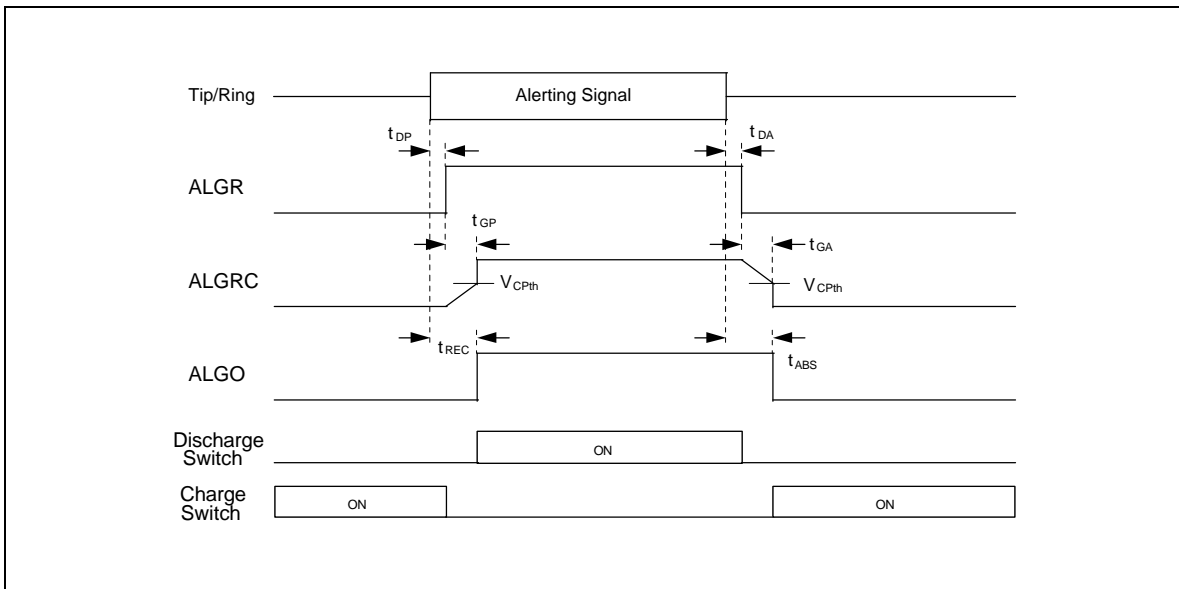 Tip/Ring
Alerting Signal
tDP
tDA
ALGR
tGP
tGA
ALGRC
VCPth
VCPth
tREC
tABS
ALGO
Discharge
Switch
ON
Charge
Switch
ON
ON